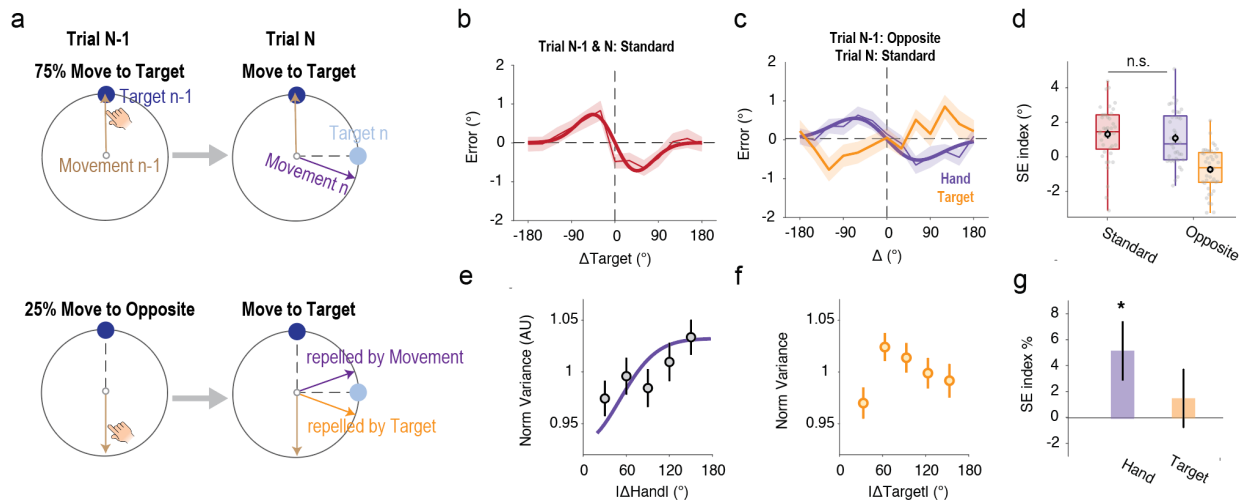 a
Trial N-1
Trial N
75% Move to Target
Move to Target
Target n-1
Movement n-1
Target n
Movement n
25% Move to Opposite
Move to Target
repelled by Movement
repelled by Target
b
Trial N-1 & N: Standard
Error (°)
2
1
0
-1
-2
-180
-90
0
90
180
ΔTarget (°)
c
Trial N-1: Opposite
Trial N: Standard
Error (°)
2
1
0
-1
-2
Hand
Target
-180
-90
0
90
180
Δ (°)
d
n.s.
SE index (°)
4
2
0
-2
Standard
Opposite
e
Norm Variance (AU)
1.05
1
0.95
0
60
120
180
|ΔHand| (°)
f
Norm Variance
1.05
1
0.95
0
60
120
180
|ΔTarget| (°)
g
SE index %
8
6
4
2
0
-2
*
Hand
Target